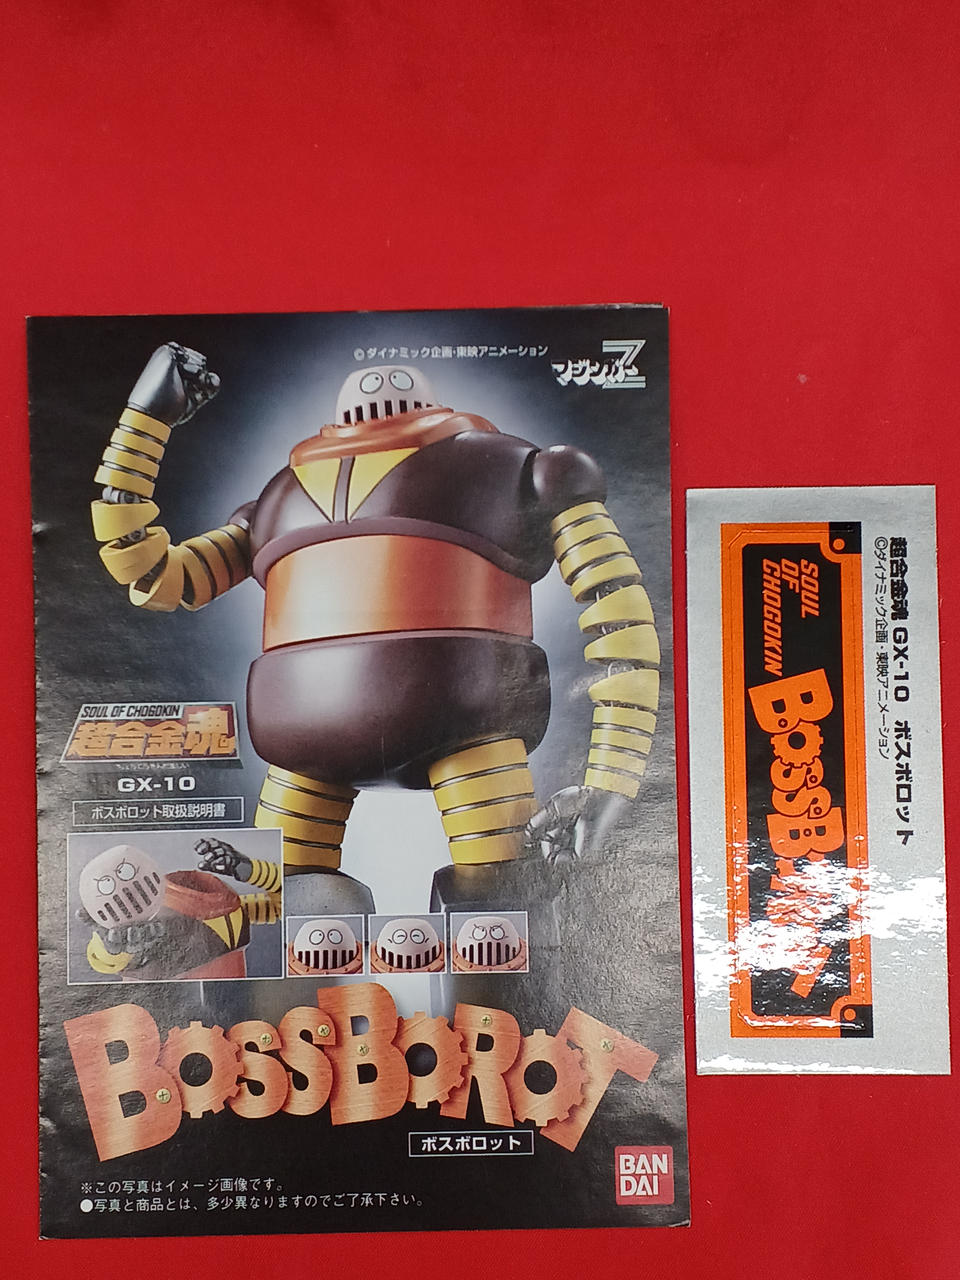 ©ダイナミック企画・東映アニメーション
マジンガーZ
SOUL OF CHOGOKIN
超合金魂
GX-10
ボスボロット取扱説明書
BOSSBOROT
ボスボロット
BAN
DAI
※この写真はイメージ画像です。
●写真と商品とは、多少異なりますのでご了承下さい。
超合金魂 GX-10 ボスボロット
©ダイナミック企画・東映アニメーション
SOUL
OF
CHOGOKIN